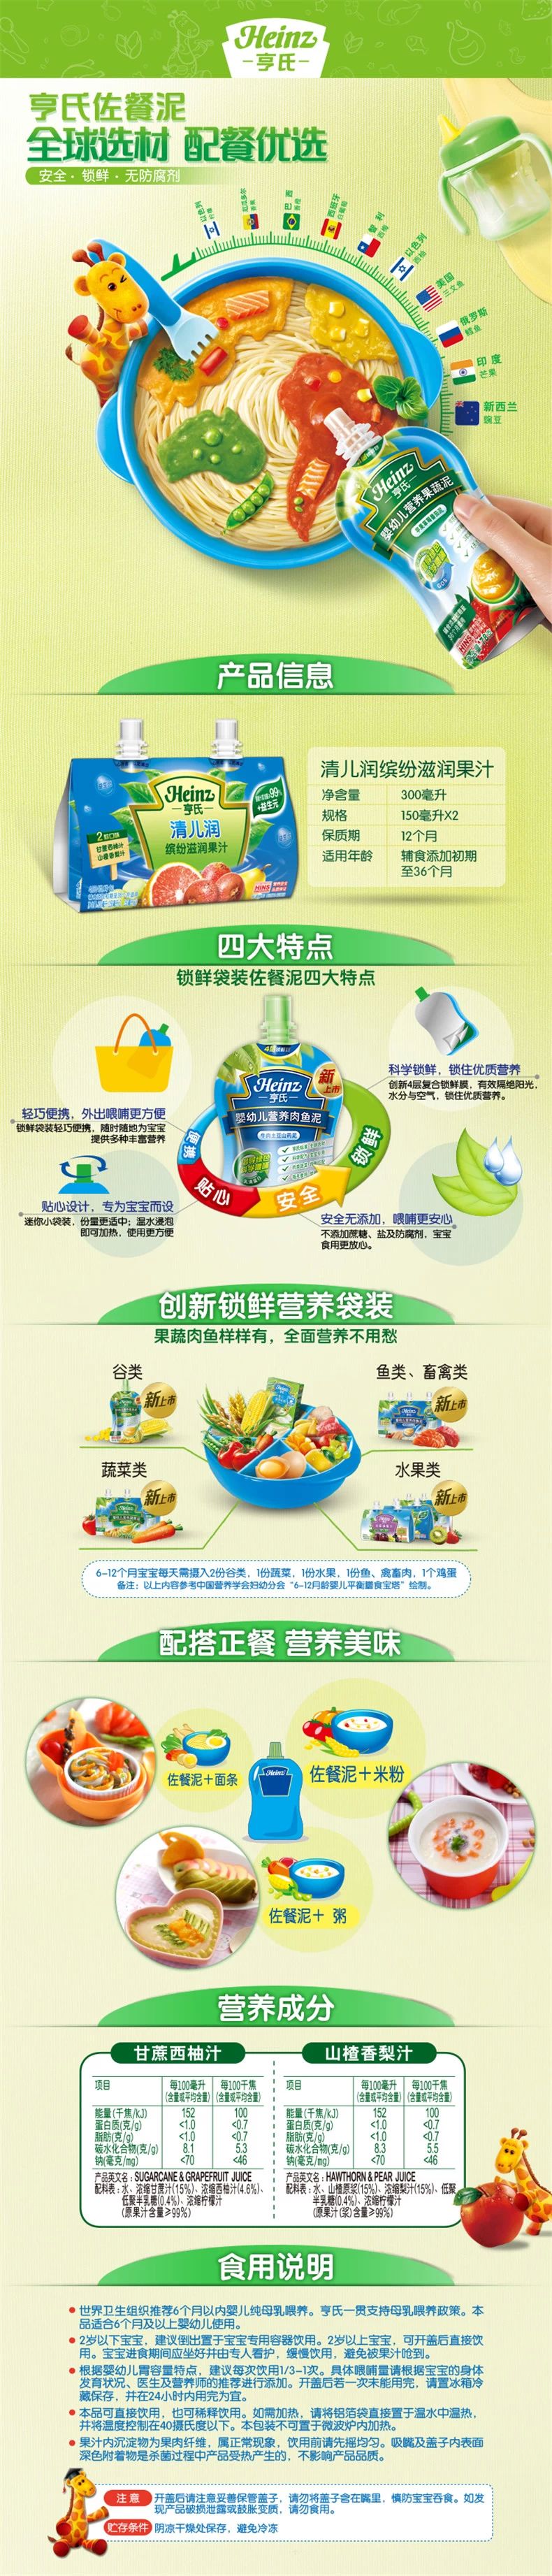 Heinz
亨氏
亨氏佐餐泥
全球选材 配餐优选
安全·锁鲜·无防腐剂
以色列
巴西
西班牙
智利
以色列
美国
三文鱼
俄罗斯
鳕鱼
印度
芒果
新西兰
豌豆
Heinz
亨氏
婴幼儿营养果蔬泥
产品信息
Heinz
亨氏
清儿润
缤纷滋润果汁
清儿润缤纷滋润果汁
净含量 300毫升
规格 150毫升X2
保质期 12个月
适用年龄 辅食添加初期
至36个月
四大特点
锁鲜袋装佐餐泥四大特点
科学锁鲜，锁住优质营养
创新4层复合锁鲜膜，有效隔绝阳光，
水分与空气，锁住优质营养。
轻巧便携，外出喂哺更方便
锁鲜袋装轻巧便携，随时随地为宝宝
提供多种丰富营养
Heinz
亨氏
新
上市
婴幼儿营养肉鱼泥
便携
贴心
安全
锁鲜
贴心设计，专为宝宝而设
迷你小袋装，份量更适中；温水浸泡
即可加热，使用更方便
安全无添加，喂哺更安心
不添加蔗糖、盐及防腐剂，宝宝
食用更放心。
创新锁鲜营养袋装
果蔬肉鱼样样有，全面营养不用愁
谷类
新上市
鱼类、畜禽类
新上市
蔬菜类
新上市
水果类
新上市
6-12个月宝宝每天需摄入2份谷类，1份蔬菜，1份水果，1份鱼、禽畜肉，1个鸡蛋
备注：以上内容参考中国营养学会妇幼分会“6-12月龄婴儿平衡膳食宝塔”绘制。
配搭正餐 营养美味
佐餐泥+面条
Heinz
佐餐泥+米粉
佐餐泥+ 粥
营养成分
甘蔗西柚汁
项目 每100毫升 每100千焦
(含量或平均含量) (含量或平均含量)
能量(千焦/kJ) 152 100
蛋白质(克/g) <1.0 <0.7
脂肪(克/g) <1.0 <0.7
碳水化合物(克/g) 8.1 5.3
钠(毫克/mg) <70 <46
产品英文名：SUGARCANE & GRAPEFRUIT JUICE
配料表：水、浓缩甘蔗汁(15%)、浓缩西柚汁(4.6%)、
低聚半乳糖(0.4%)、浓缩柠檬汁
(原果汁含量≥99%)
山楂香梨汁
项目 每100毫升 每100千焦
(含量或平均含量) (含量或平均含量)
能量(千焦/kJ) 152 100
蛋白质(克/g) <1.0 <0.7
脂肪(克/g) <1.0 <0.7
碳水化合物(克/g) 8.3 5.5
钠(毫克/mg) <70 <46
产品英文名：HAWTHORN & PEAR JUICE
配料表：水、山楂原浆(15%)、浓缩梨汁(15%)、低聚
半乳糖(0.4%)、浓缩柠檬汁
(原果汁(浆)含量≥99%)
食用说明
世界卫生组织推荐6个月以内婴儿纯母乳喂养。亨氏一贯支持母乳喂养政策。本
品适合6个月及以上婴幼儿使用。
2岁以下宝宝，建议倒出置于宝宝专用容器饮用。2岁以上宝宝，可开盖后直接饮
用。宝宝进食期间应坐好并由专人看护，缓慢饮用，避免被果汁呛到。
根据婴幼儿胃容量特点，建议每次饮用1/3-1次。具体喂哺量请根据宝宝的身体
发育状况、医生及营养师的推荐进行添加。开盖后若一次未能用完，请置冰箱冷
藏保存，并在24小时内用完为宜。
本品可直接饮用，也可稀释饮用。如需加热，请将铝箔袋直接置于温水中温热，
并将温度控制在40摄氏度以下。本包装不可置于微波炉内加热。
果汁内沉淀物为果肉纤维，属正常现象，饮用前请先摇均匀。吸嘴及盖子内表面
深色附着物是杀菌过程中产品受热产生的，不影响产品品质。
注意 开盖后请注意妥善保管盖子，请勿将盖子含在嘴里，慎防宝宝吞食。如发
现产品破损泄露或鼓胀变质，请勿食用。
贮存条件 阴凉干燥处保存，避免冷冻